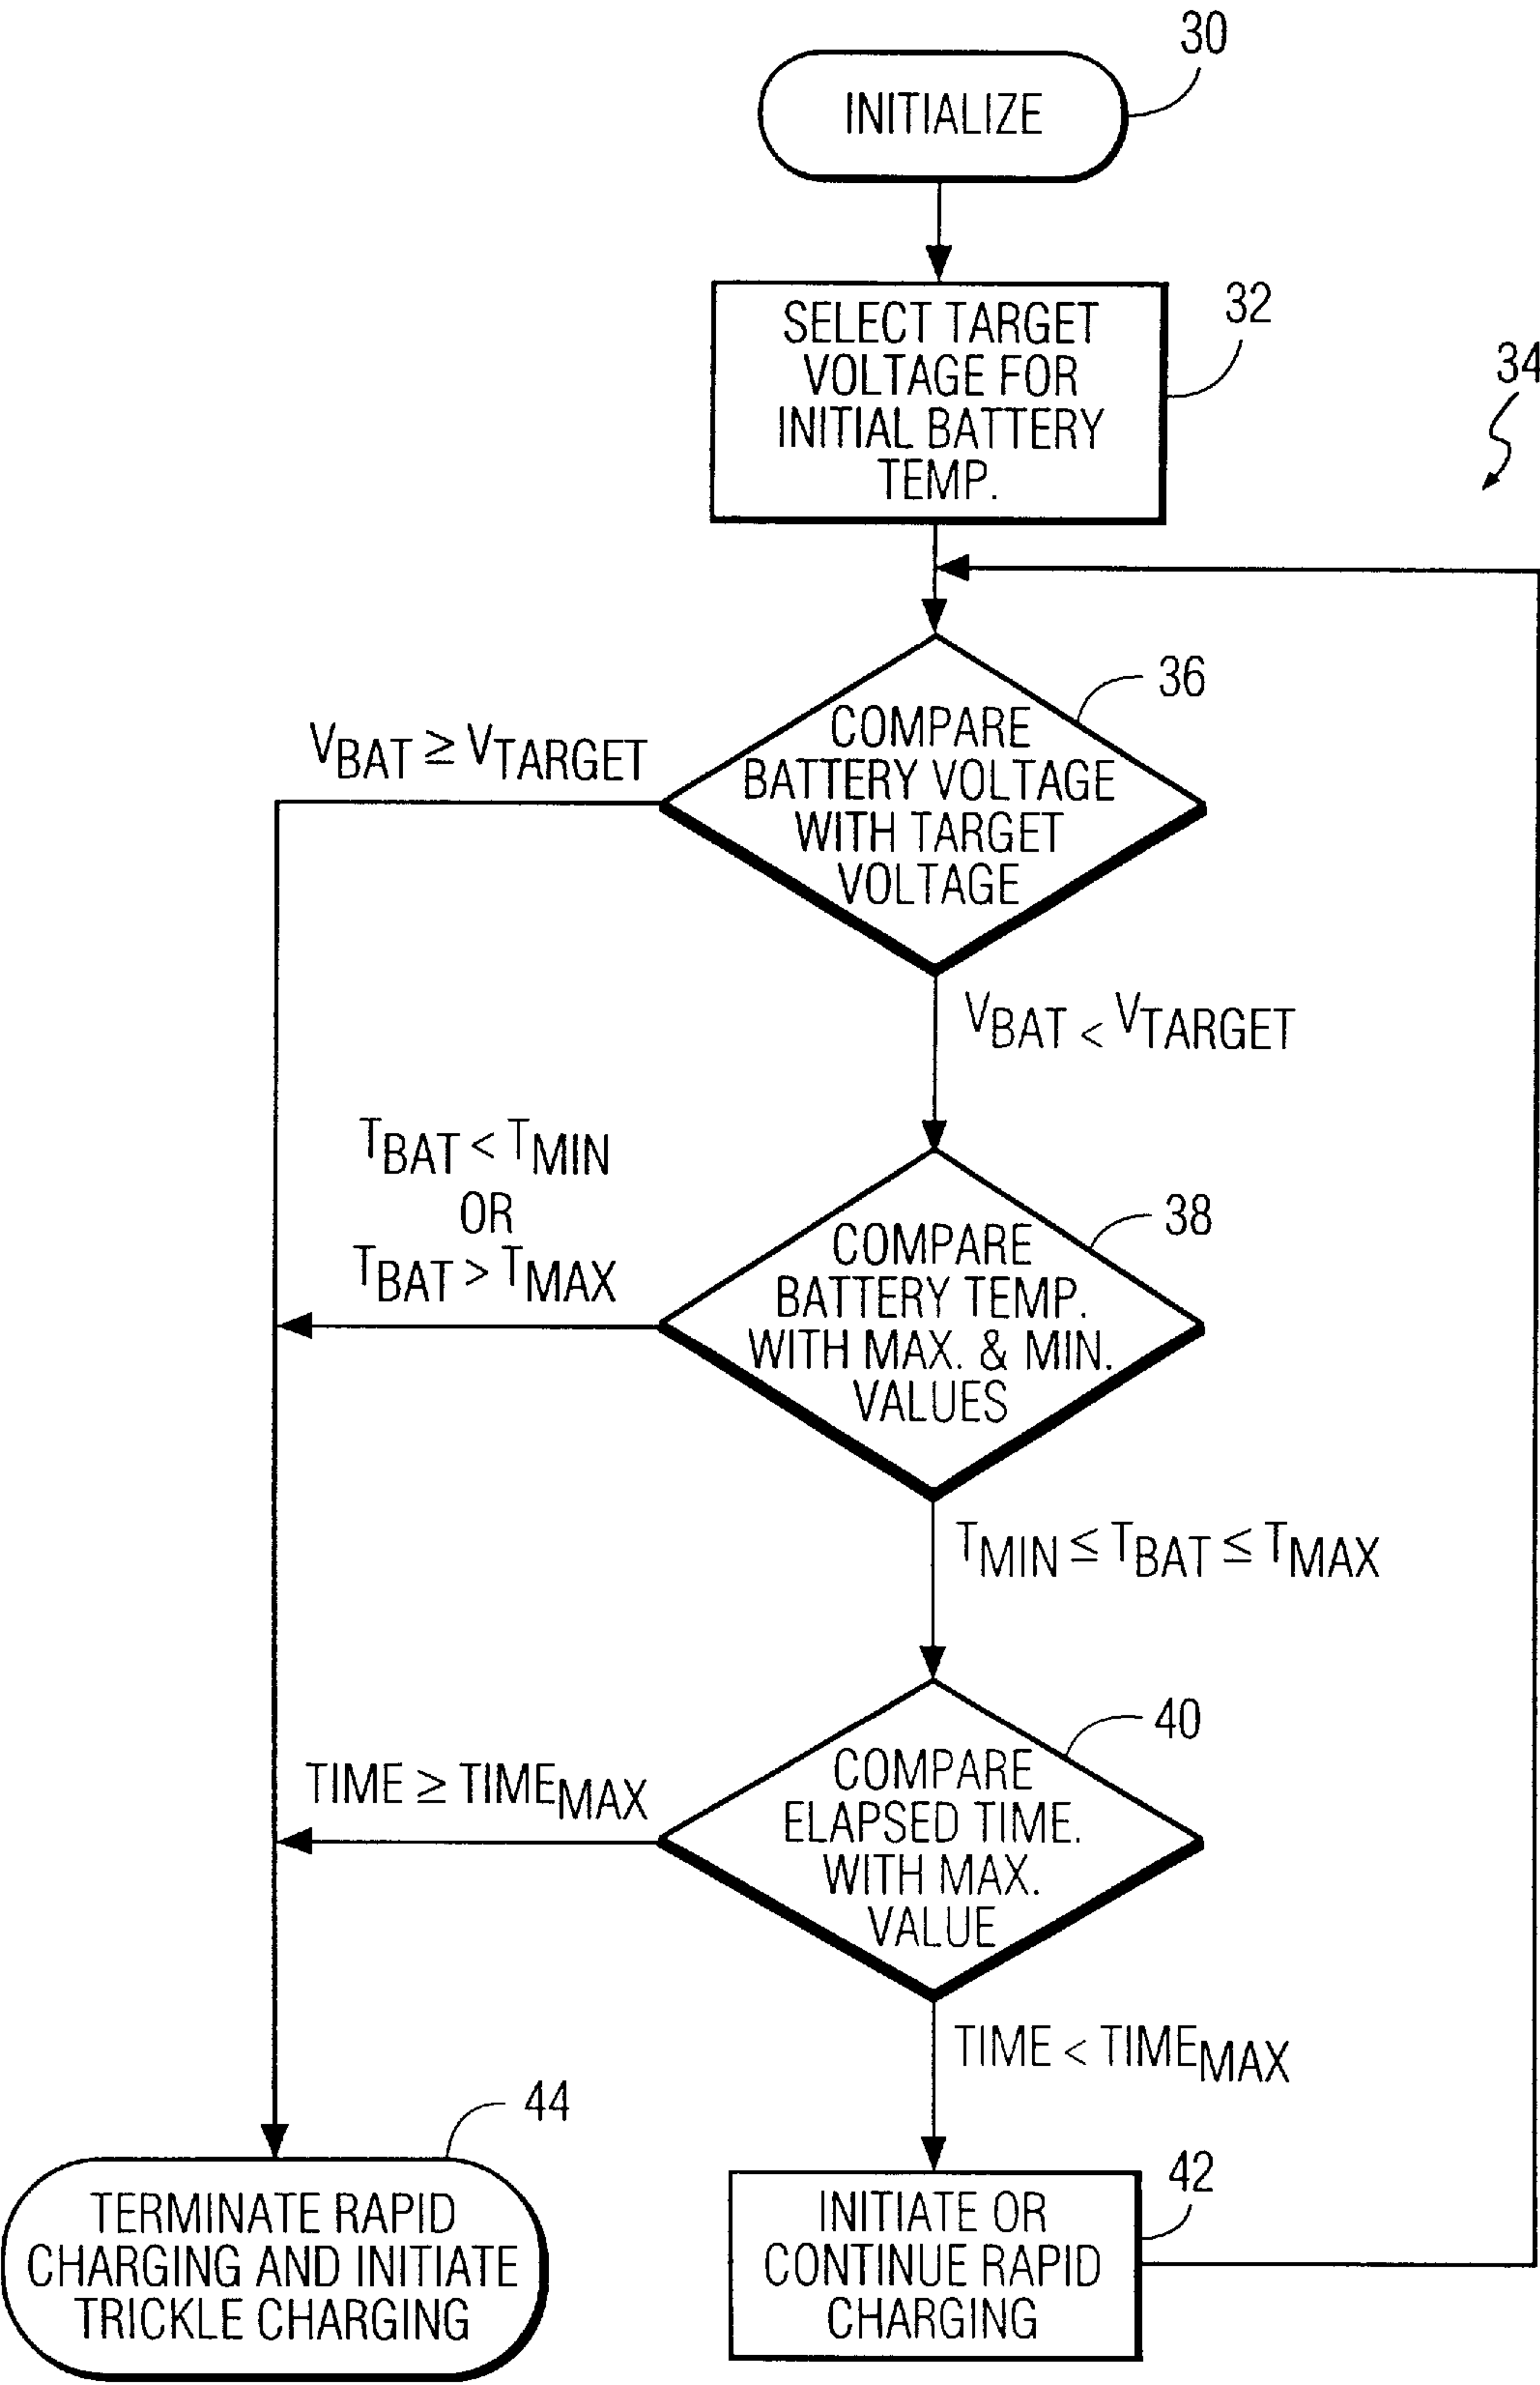 30
INITIALIZE
32
SELECT TARGET
VOLTAGE FOR
INITIAL BATTERY
TEMP.
34
36
COMPARE
BATTERY VOLTAGE
WITH TARGET
VOLTAGE
VBAT ≥ VTARGET
VBAT < VTARGET
TBAT < TMIN
OR
TBAT > TMAX
38
COMPARE
BATTERY TEMP.
WITH MAX. & MIN.
VALUES
TMIN ≤ TBAT ≤ TMAX
40
COMPARE
ELAPSED TIME.
WITH MAX.
VALUE
TIME ≥ TIMEMAX
TIME < TIMEMAX
44
TERMINATE RAPID
CHARGING AND INITIATE
TRICKLE CHARGING
42
INITIATE OR
CONTINUE RAPID
CHARGING